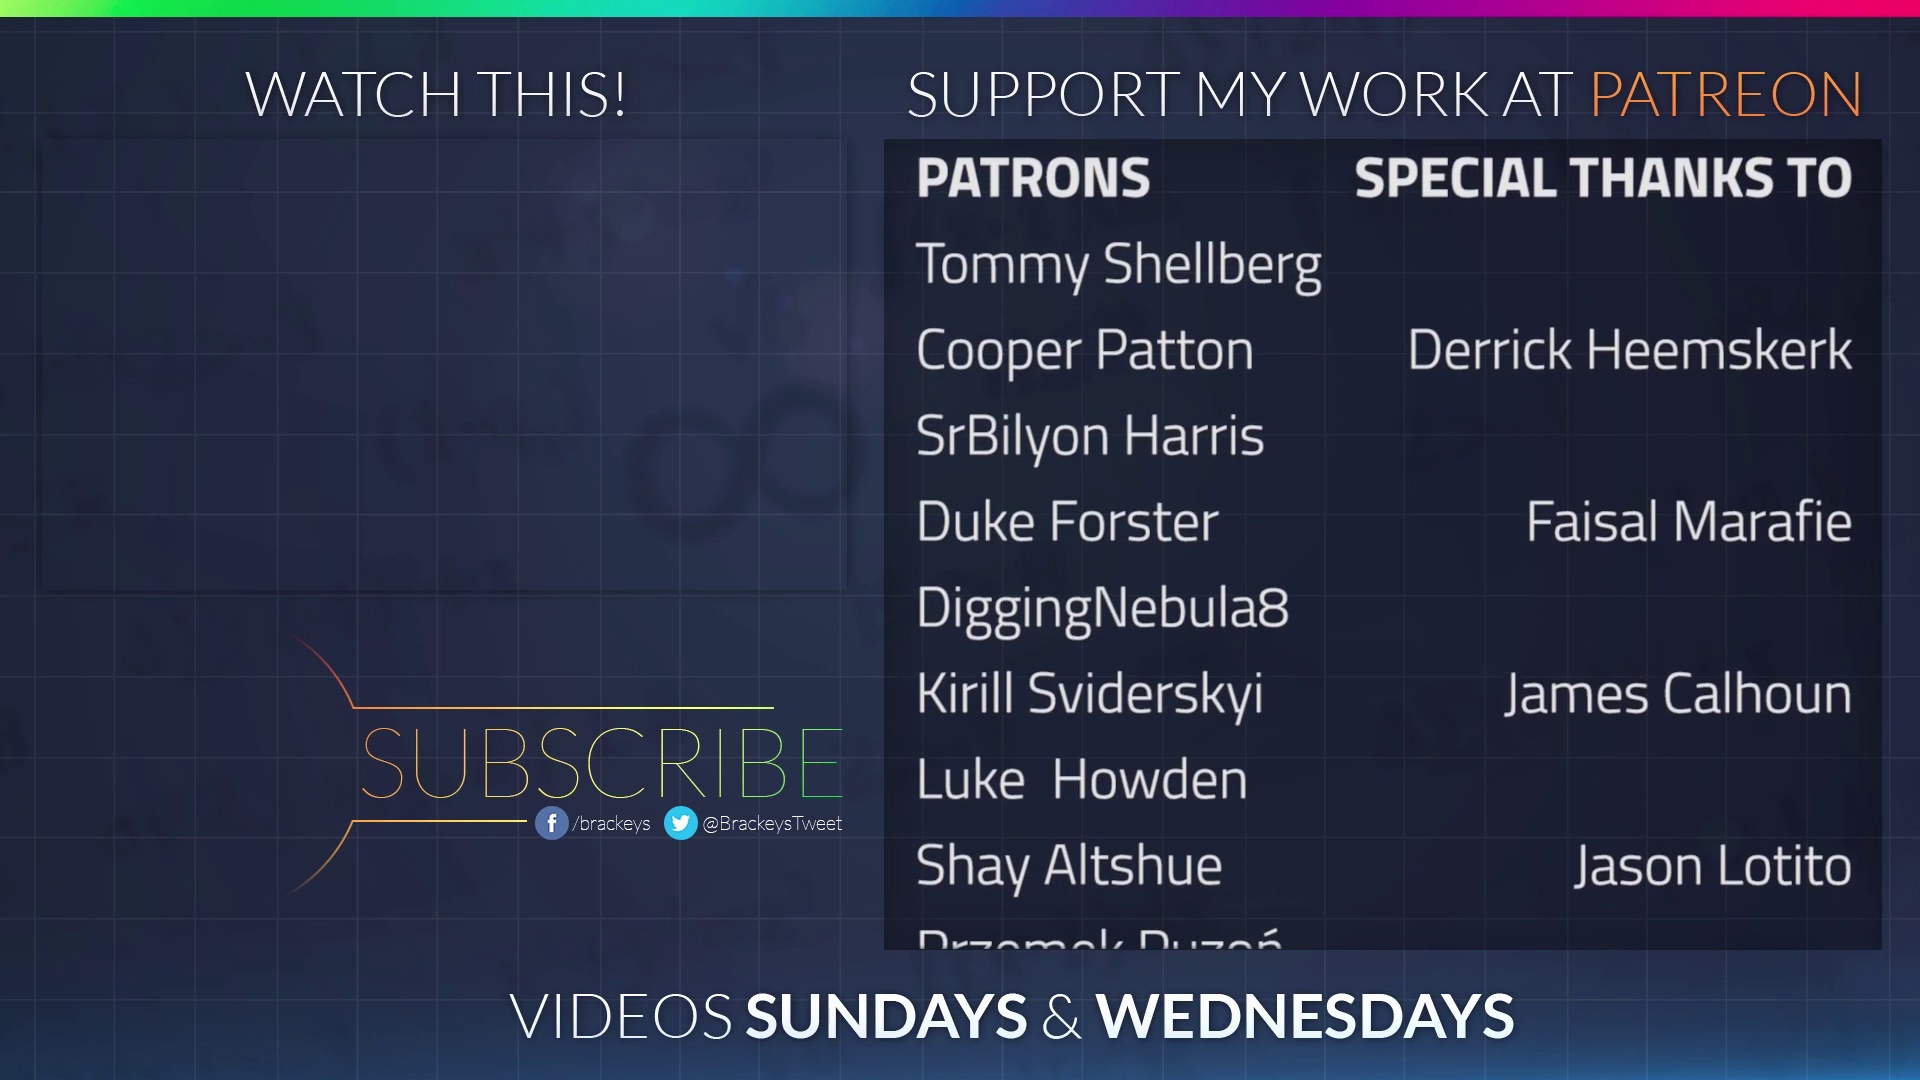 WATCH THIS!
SUPPORT MY WORK AT PATREON
PATRONS SPECIAL THANKS TO
Tommy Shellberg
Cooper Patton Derrick Heemskerk
SrBilyon Harris
Duke Forster Faisal Marafie
DiggingNebula8
Kirill Sviderskyi James Calhoun
Luke Howden
Shay Altshue Jason Lotito
SUBSCRIBE
/brackeys @BrackeysTweet
VIDEOS SUNDAYS & WEDNESDAYS